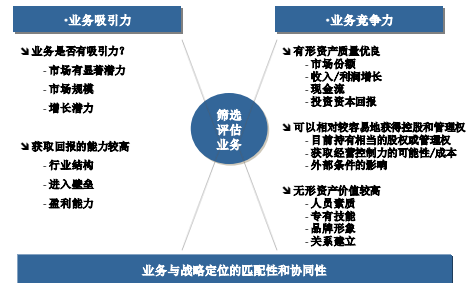 ·业务吸引力
·业务竞争力
业务是否有吸引力？
-市场有显著潜力
-市场规模
-增长潜力
获取回报的能力较高
-行业结构
-进入壁垒
-盈利能力
筛选
评估
业务
有形资产质量优良
-市场份额
-收入/利润增长
-现金流
-投资资本回报
可以相对较容易地获得控股和管理权
-目前持有相当的股权或管理权
-获取经营控制力的可能性/成本
-外部条件的影响
无形资产价值较高
-人员素质
-专有技能
-品牌形象
-关系建立
业务与战略定位的匹配性和协同性